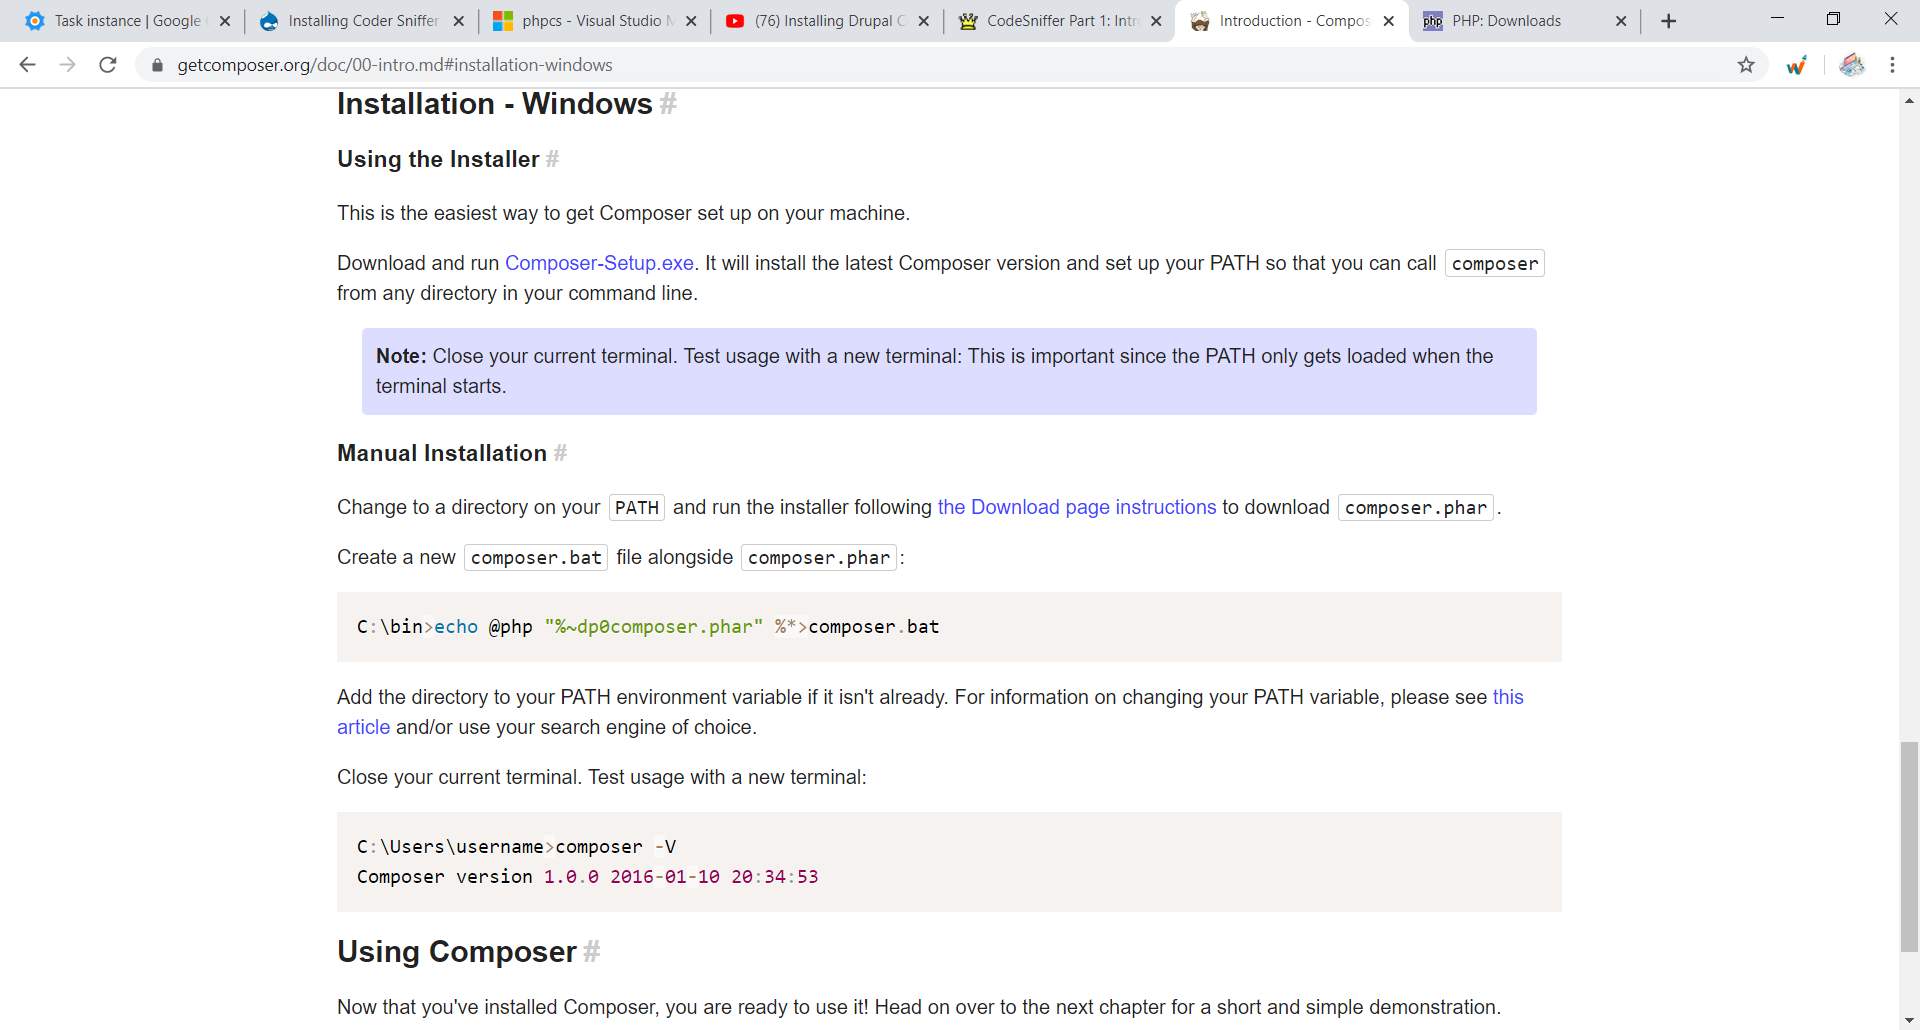 Task instance | Google
Installing Coder Sniffer
phpcs - Visual Studio
(76) Installing Drupal
CodeSniffer Part 1:
Introduction -
PHP: Downloads
getcomposer.org/doc/00-intro.md#installation-windows
Installation - Windows #
Using the Installer #
This is the easiest way to get Composer set up on your machine.
Download and run Composer-Setup.exe. It will install the latest Composer version and set up your PATH so that you can call composer
from any directory in your command line.
Note: Close your current terminal. Test usage with a new terminal: This is important since the PATH only gets loaded when the
terminal starts.
Manual Installation #
Change to a directory on your PATH and run the installer following the Download page instructions to download composer.phar.
Create a new composer.bat file alongside composer.phar:
C:\bin>echo @php "%~dp0composer.phar" %*>composer.bat
Add the directory to your PATH environment variable if it isn't already. For information on changing your PATH variable, please see this
article and/or use your search engine of choice.
Close your current terminal. Test usage with a new terminal:
C:\Users\username>composer -V
Composer version 1.0.0 2016-01-10 20:34:53
Using Composer #
Now that you've installed Composer, you are ready to use it! Head on over to the next chapter for a short and simple demonstration.